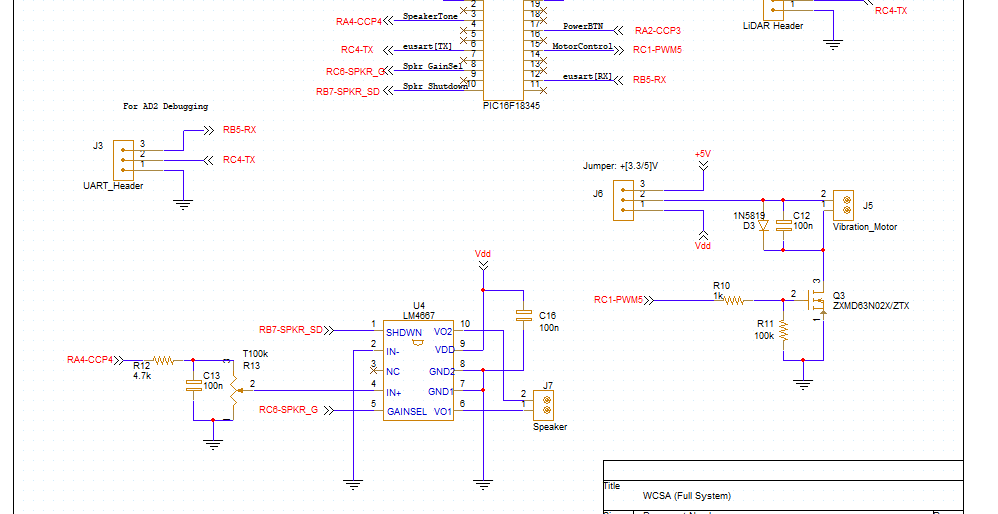 2
19
RA4-CCP4 SpeakerTone 3
18
4
17 PowerBTN RA2-CCP3
5
16
RC4-TX eusart[TX] 6
15 MotorControl RC1-PWM5
7
14
RC6-SPKR_G Spkr GainSel 8
13
9
12 eusart[RX] RB5-RX
RB7-SPKR_SD Spkr Shutdown 10
11
PIC16F18345
1
RC4-TX
LiDAR Header
For AD2 Debugging
J3
3
2
1
RB5-RX
RC4-TX
UART_Header
Jumper: +[3.3/5]V
+5V
J6
3
2
1
Vdd
1N5819
D3
C12
100n
2
1
J5
Vibration_Motor
RC1-PWM5
R10
1k
2
3
Q3
ZXMD63N02X/ZTX
1
R11
100k
Vdd
U4
LM4667
C16
100n
RB7-SPKR_SD
1 SHDWN VO2 10
2 IN- VDD 9
3 NC GND2 8
4 IN+ GND1 7
5 GAINSEL VO1 6
RA4-CCP4
R12
4.7k
C13
100n
T100k
R13
3
2
1
RC6-SPKR_G
J7
2
1
Speaker
Title
WCSA (Full System)